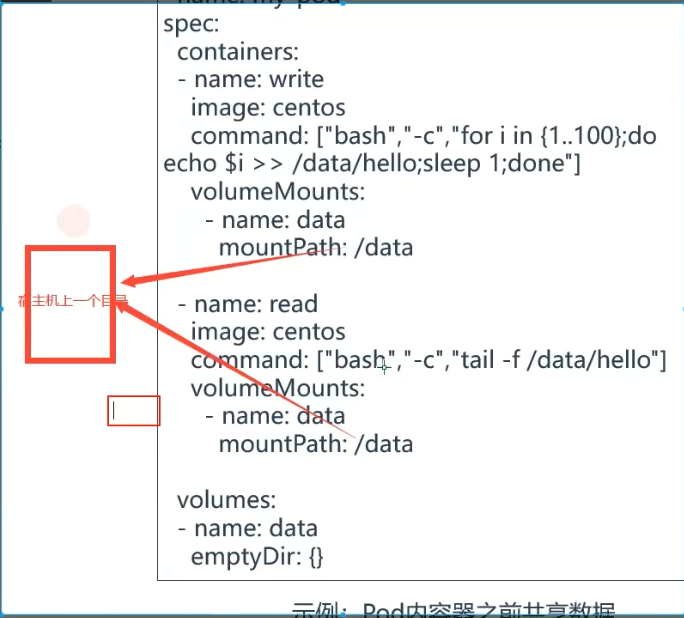 name: my-pod
spec:
containers:
- name: write
image: centos
command: ["bash","-c","for i in {1..100};do
echo $i >> /data/hello;sleep 1;done"]
volumeMounts:
- name: data
mountPath: /data
宿主机上一个目录
- name: read
image: centos
command: ["bash","-c","tail -f /data/hello"]
volumeMounts:
- name: data
mountPath: /data
volumes:
- name: data
emptyDir: {}
示例：Pod内容器之前共享数据